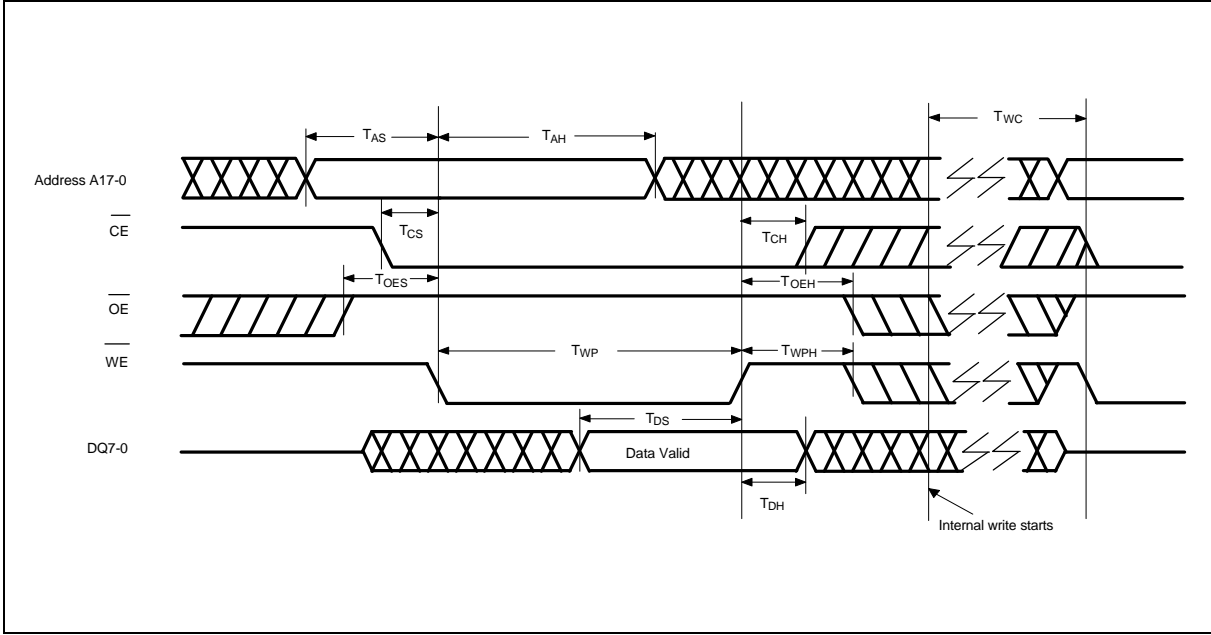 TWC
TAS
TAH
Address A17-0
CE
TCS
TCH
TOES
TOEH
OE
TWP
TWPH
WE
TDS
DQ7-0
Data Valid
TDH
Internal write starts